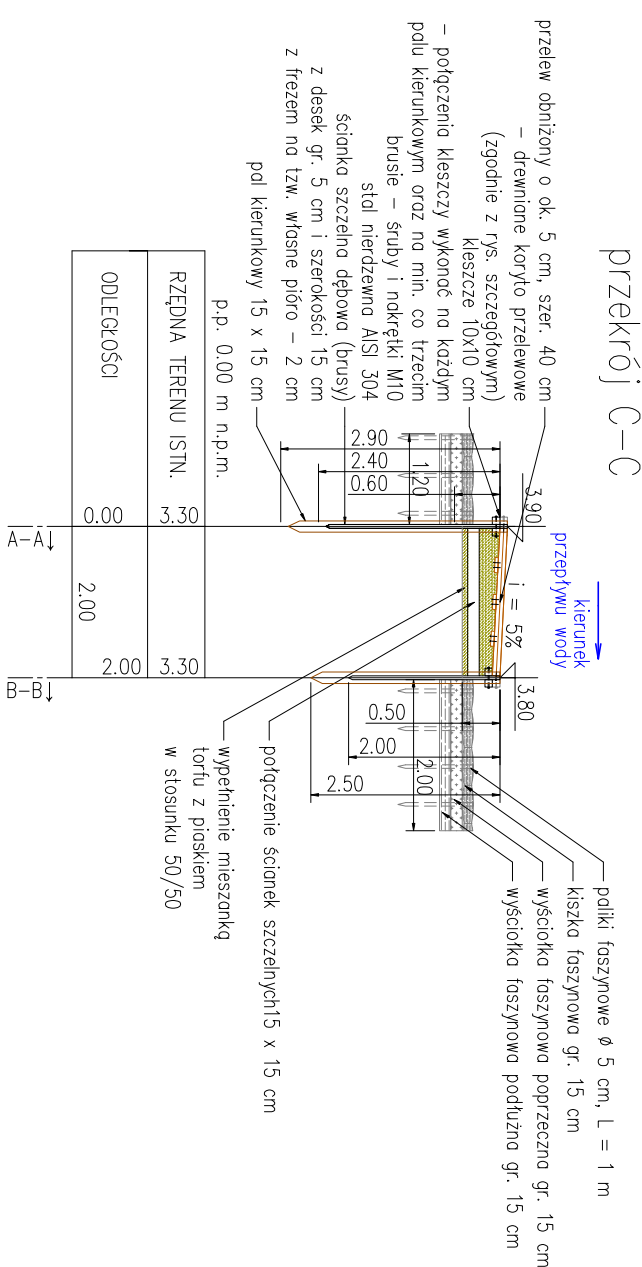 przekrój C-C
przelew obniżony o ok. 5 cm, szer. 40 cm
- drewniane koryto przelewowe
(zgodnie z rys. szczegółowym)
kleszcze 10x10 cm
- połączenia kleszczy wykonać na każdym
palu kierunkowym oraz na min. co trzecim
brusie - śruby i nakrętki M10
stal nierdzewna AISI 304
ścianka szczelna dębowa (brusy)
z desek gr. 5 cm i szerokości 15 cm
z frezem na tzw. własne pióro - 2 cm
pal kierunkowy 15 x 15 cm
kierunek
przepływu wody
3.90
i = 5%
3.80
1.20
0.60
2.40
2.90
0.50
2.00
2.00
2.50
paliki faszynowe ø 5 cm, L = 1 m
kiszka faszynowa gr. 15 cm
wyściołka faszynowa poprzeczna gr. 15 cm
wyściołka faszynowa podłużna gr. 15 cm
połączenie ścianek szczelnych15 x 15 cm
wypełnienie mieszanką
torfu z piaskiem
w stosunku 50/50
p.p. 0.00 m n.p.m.
RZĘDNA TERENU ISTN. 3.30 3.30
ODLEGŁOŚCI 0.00 2.00 2.00
A-A
B-B